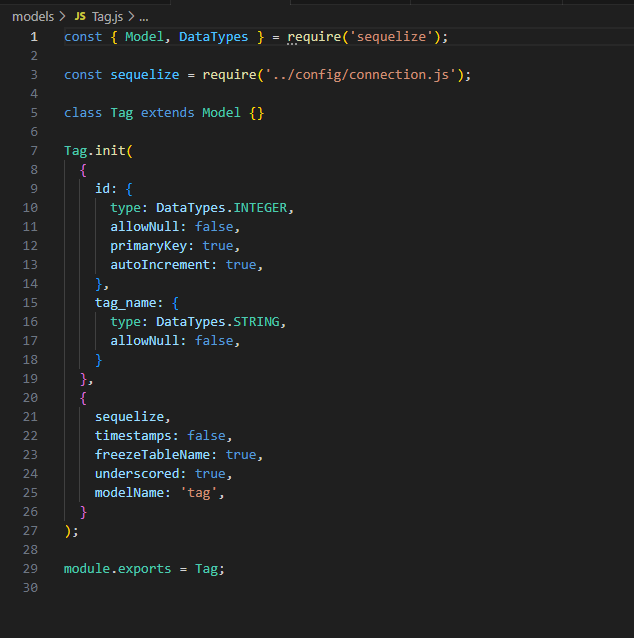 models > JS Tag.js > ...
1 const { Model, DataTypes } = require('sequelize');
2
3 const sequelize = require('../config/connection.js');
4
5 class Tag extends Model {}
6
7 Tag.init(
8 {
9 id: {
10 type: DataTypes.INTEGER,
11 allowNull: false,
12 primaryKey: true,
13 autoIncrement: true,
14 },
15 tag_name: {
16 type: DataTypes.STRING,
17 allowNull: false,
18 }
19 },
20 {
21 sequelize,
22 timestamps: false,
23 freezeTableName: true,
24 underscored: true,
25 modelName: 'tag',
26 }
27 );
28
29 module.exports = Tag;
30